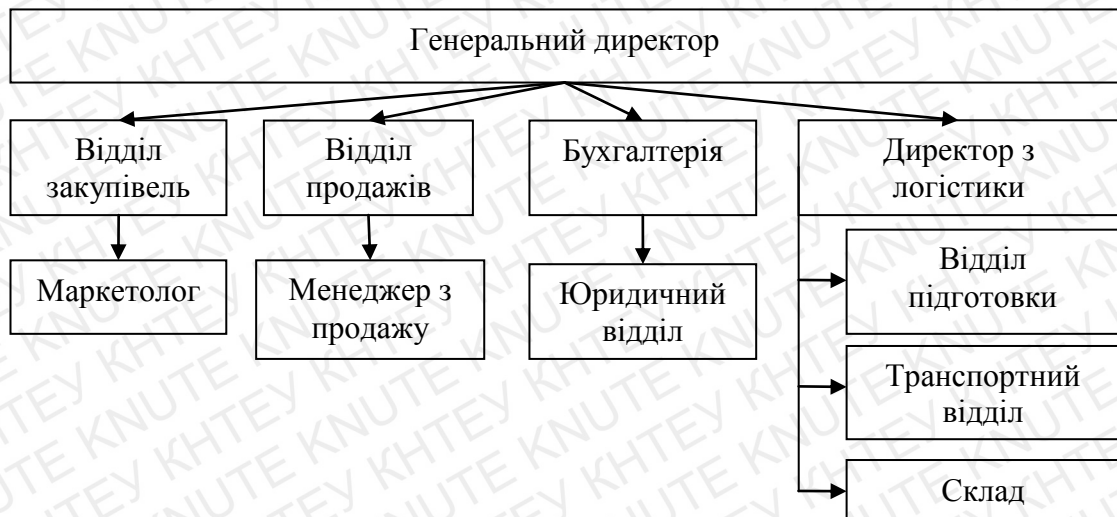 Генеральний директор
Відділ
закупівель
Відділ
продажів
Бухгалтерія
Директор з
логістики
Маркетолог
Менеджер з
продажу
Юридичний
відділ
Відділ
підготовки
Транспортний
відділ
Склад